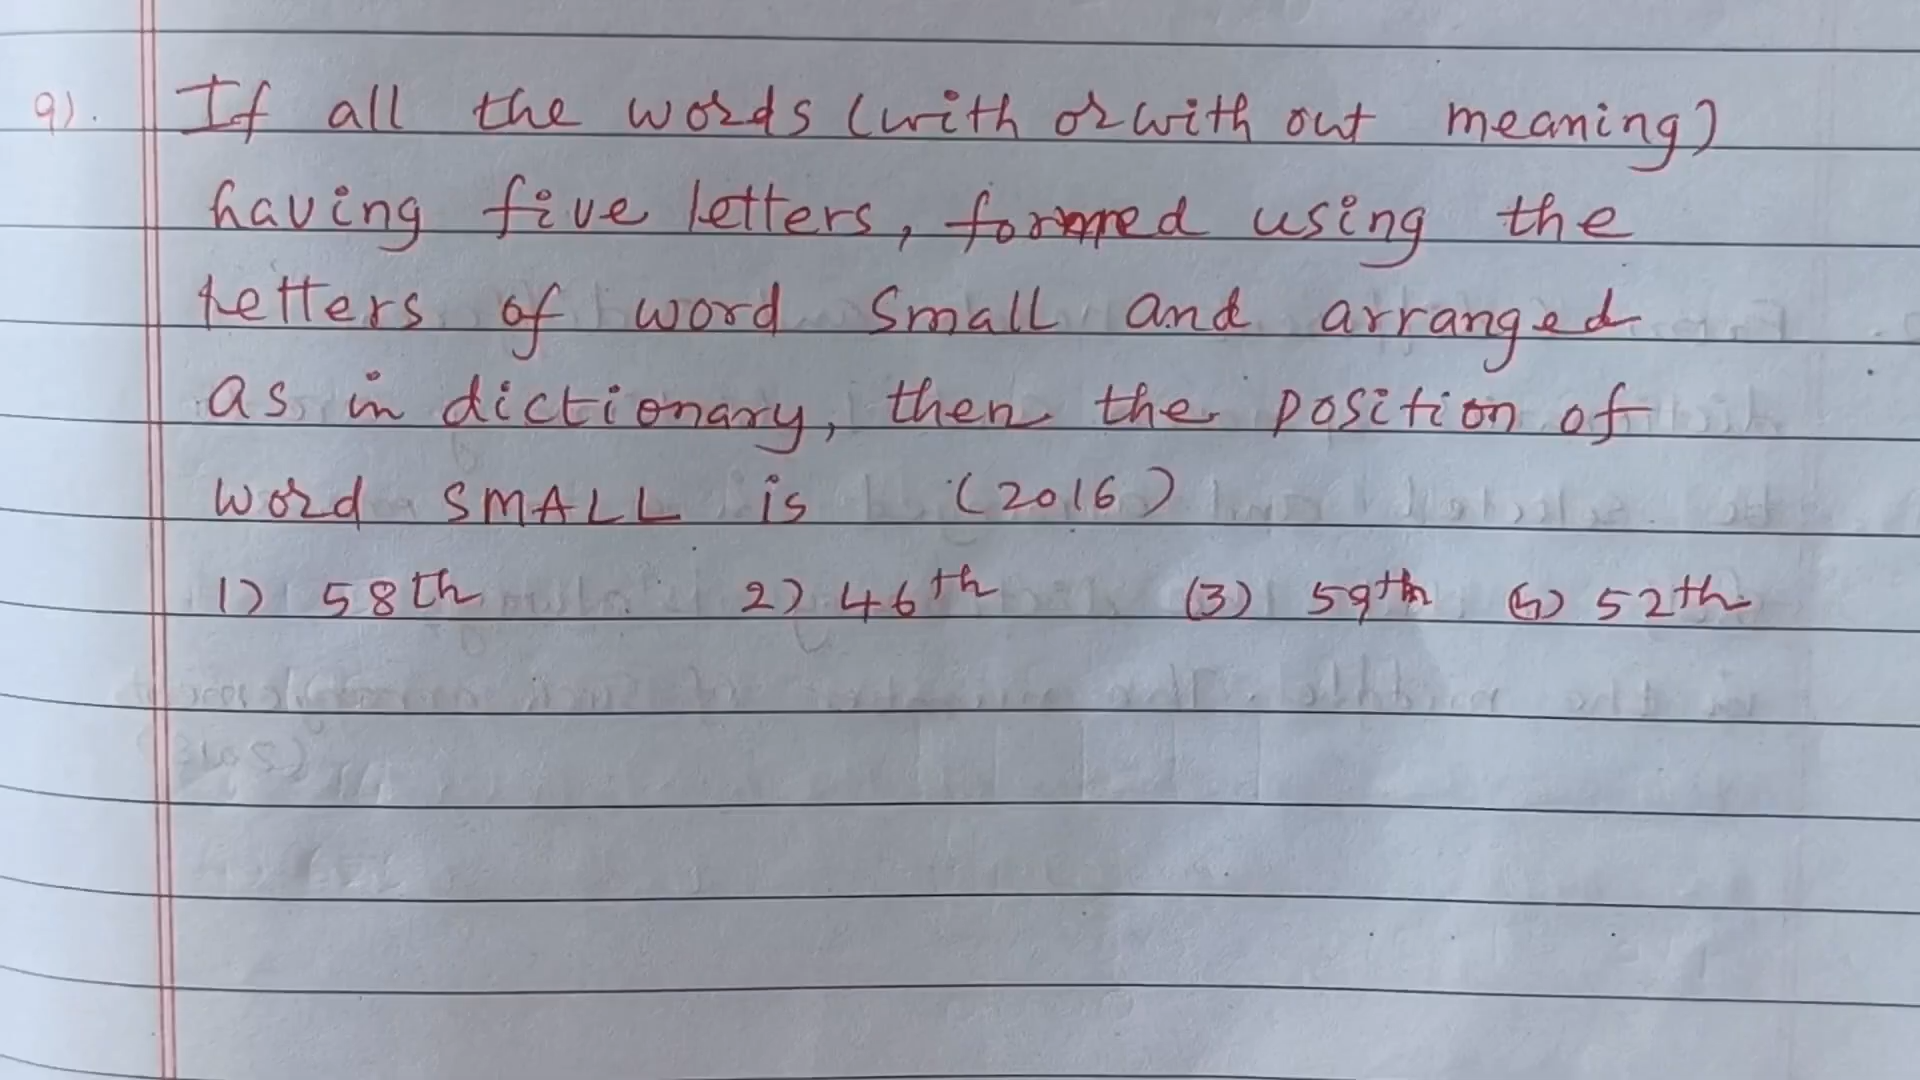 9). If all the words (with or with out meaning)
having five letters, formed using the
letters of word Small and arranged
as in dictionary, then the position of
word SMALL is (2016)
1) 58th 2) 46th (3) 59th (4) 52th